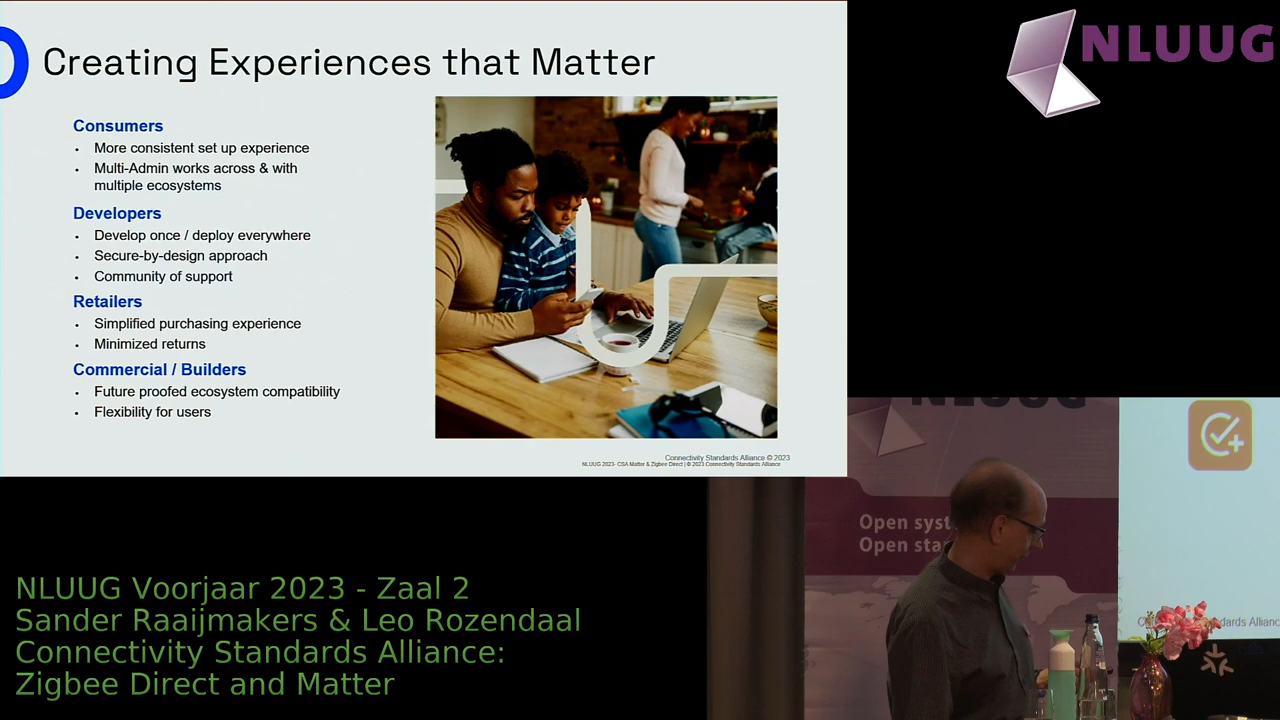 Creating Experiences that Matter
Consumers
• More consistent set up experience
• Multi-Admin works across & with
multiple ecosystems
Developers
• Develop once / deploy everywhere
• Secure-by-design approach
• Community of support
Retailers
• Simplified purchasing experience
• Minimized returns
Commercial / Builders
• Future proofed ecosystem compatibility
• Flexibility for users
Connectivity Standards Alliance © 2023
NLUUG 2023- CSA Matter & Zigbee Direct | © 2023 Connectivity Standards Alliance
NLUUG
NLUUG
Open syst
Open sta
dards Allianc
NLUUG Voorjaar 2023 - Zaal 2
Sander Raaijmakers & Leo Rozendaal
Connectivity Standards Alliance:
Zigbee Direct and Matter